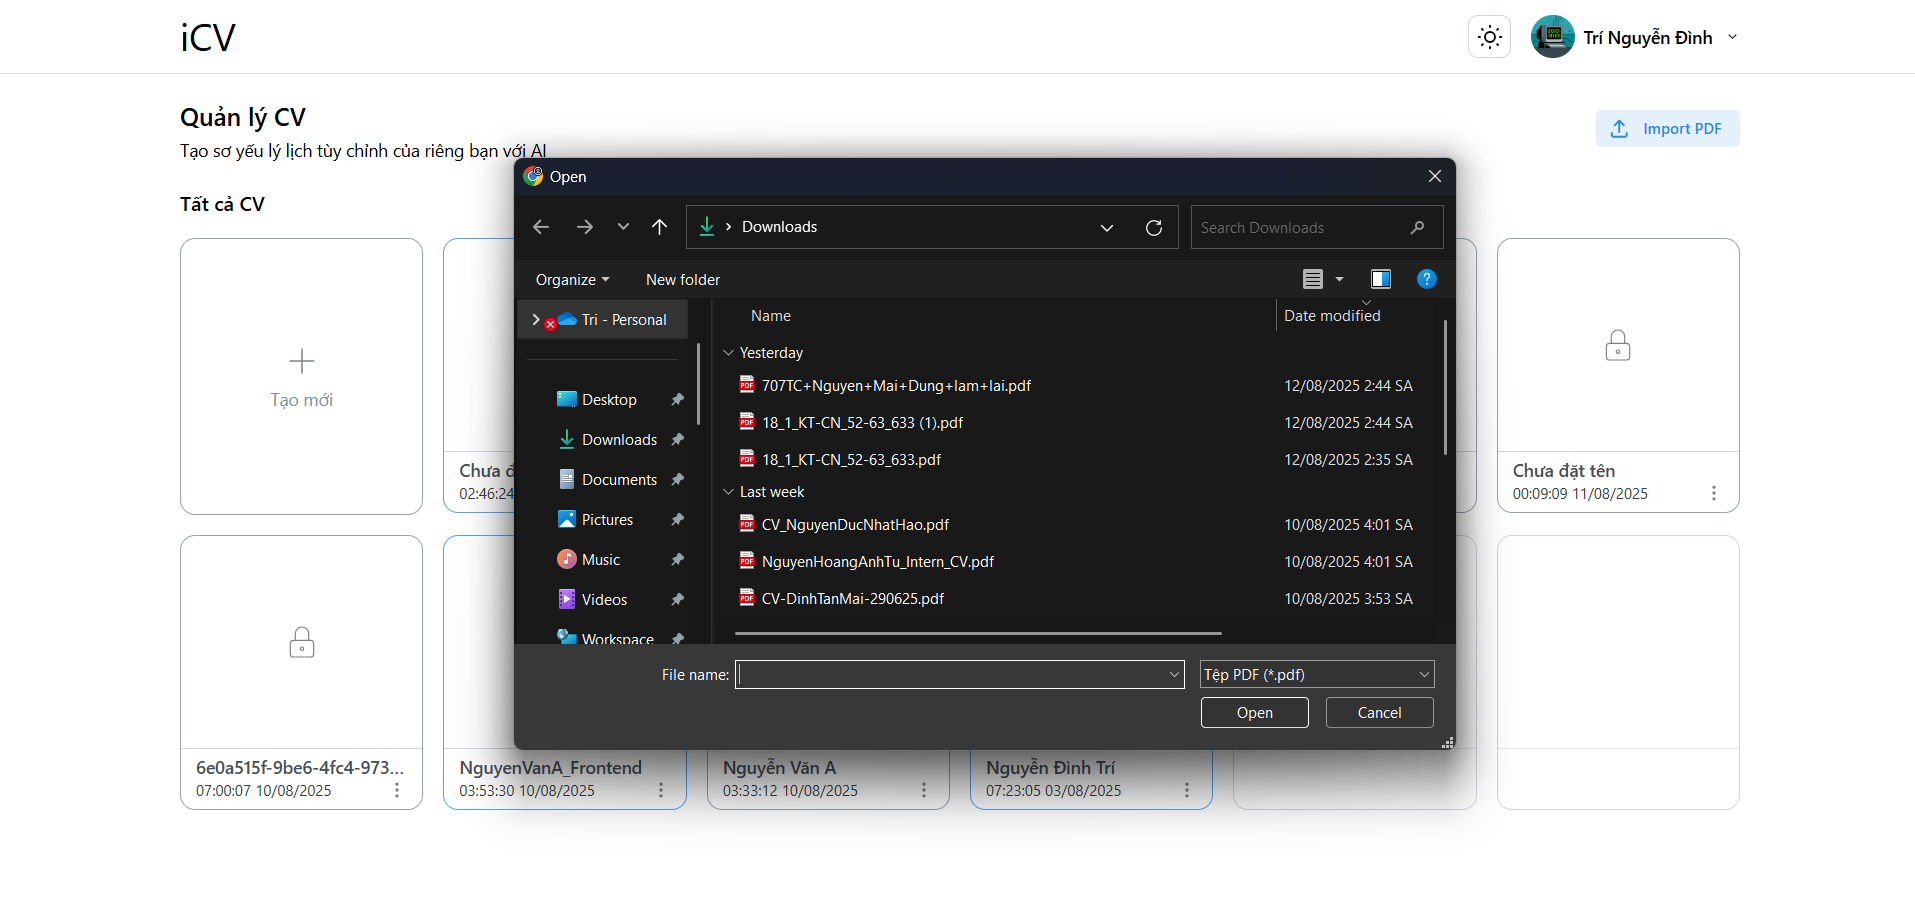 iCV
Trí Nguyễn Đình
Quản lý CV
Import PDF
Tạo sơ yếu lý lịch tùy chỉnh của riêng bạn với AI
Tất cả CV
Tạo mới
Chưa đ
02:46:24
Chưa đặt tên
00:09:09 11/08/2025
6e0a515f-9be6-4fc4-973...
07:00:07 10/08/2025
NguyenVanA_Frontend
03:53:30 10/08/2025
Nguyễn Văn A
03:33:12 10/08/2025
Nguyễn Đình Trí
07:23:05 03/08/2025
Open
Downloads
Search Downloads
Organize
New folder
?
Tri - Personal
Desktop
Downloads
Documents
Pictures
Music
Videos
Workspace
Name Date modified
Yesterday
707TC+Nguyen+Mai+Dung+lam+lai.pdf 12/08/2025 2:44 SA
18_1_KT-CN_52-63_633 (1).pdf 12/08/2025 2:44 SA
18_1_KT-CN_52-63_633.pdf 12/08/2025 2:35 SA
Last week
CV_NguyenDucNhatHao.pdf 10/08/2025 4:01 SA
NguyenHoangAnhTu_Intern_CV.pdf 10/08/2025 4:01 SA
CV-DinhTanMai-290625.pdf 10/08/2025 3:53 SA
File name:
Tệp PDF (*.pdf)
Open
Cancel